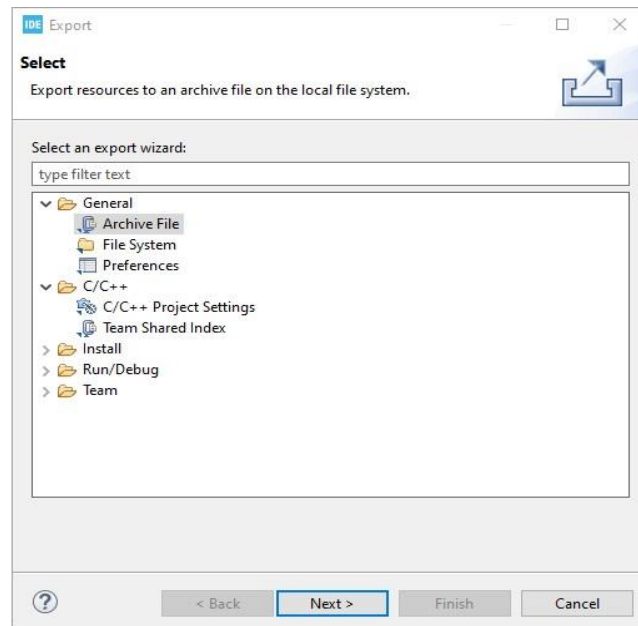 IDE Export
Select
Export resources to an archive file on the local file system.
Select an export wizard:
type filter text
General
Archive File
File System
Preferences
C/C++
C/C++ Project Settings
Team Shared Index
Install
Run/Debug
Team
? < Back Next > Finish Cancel